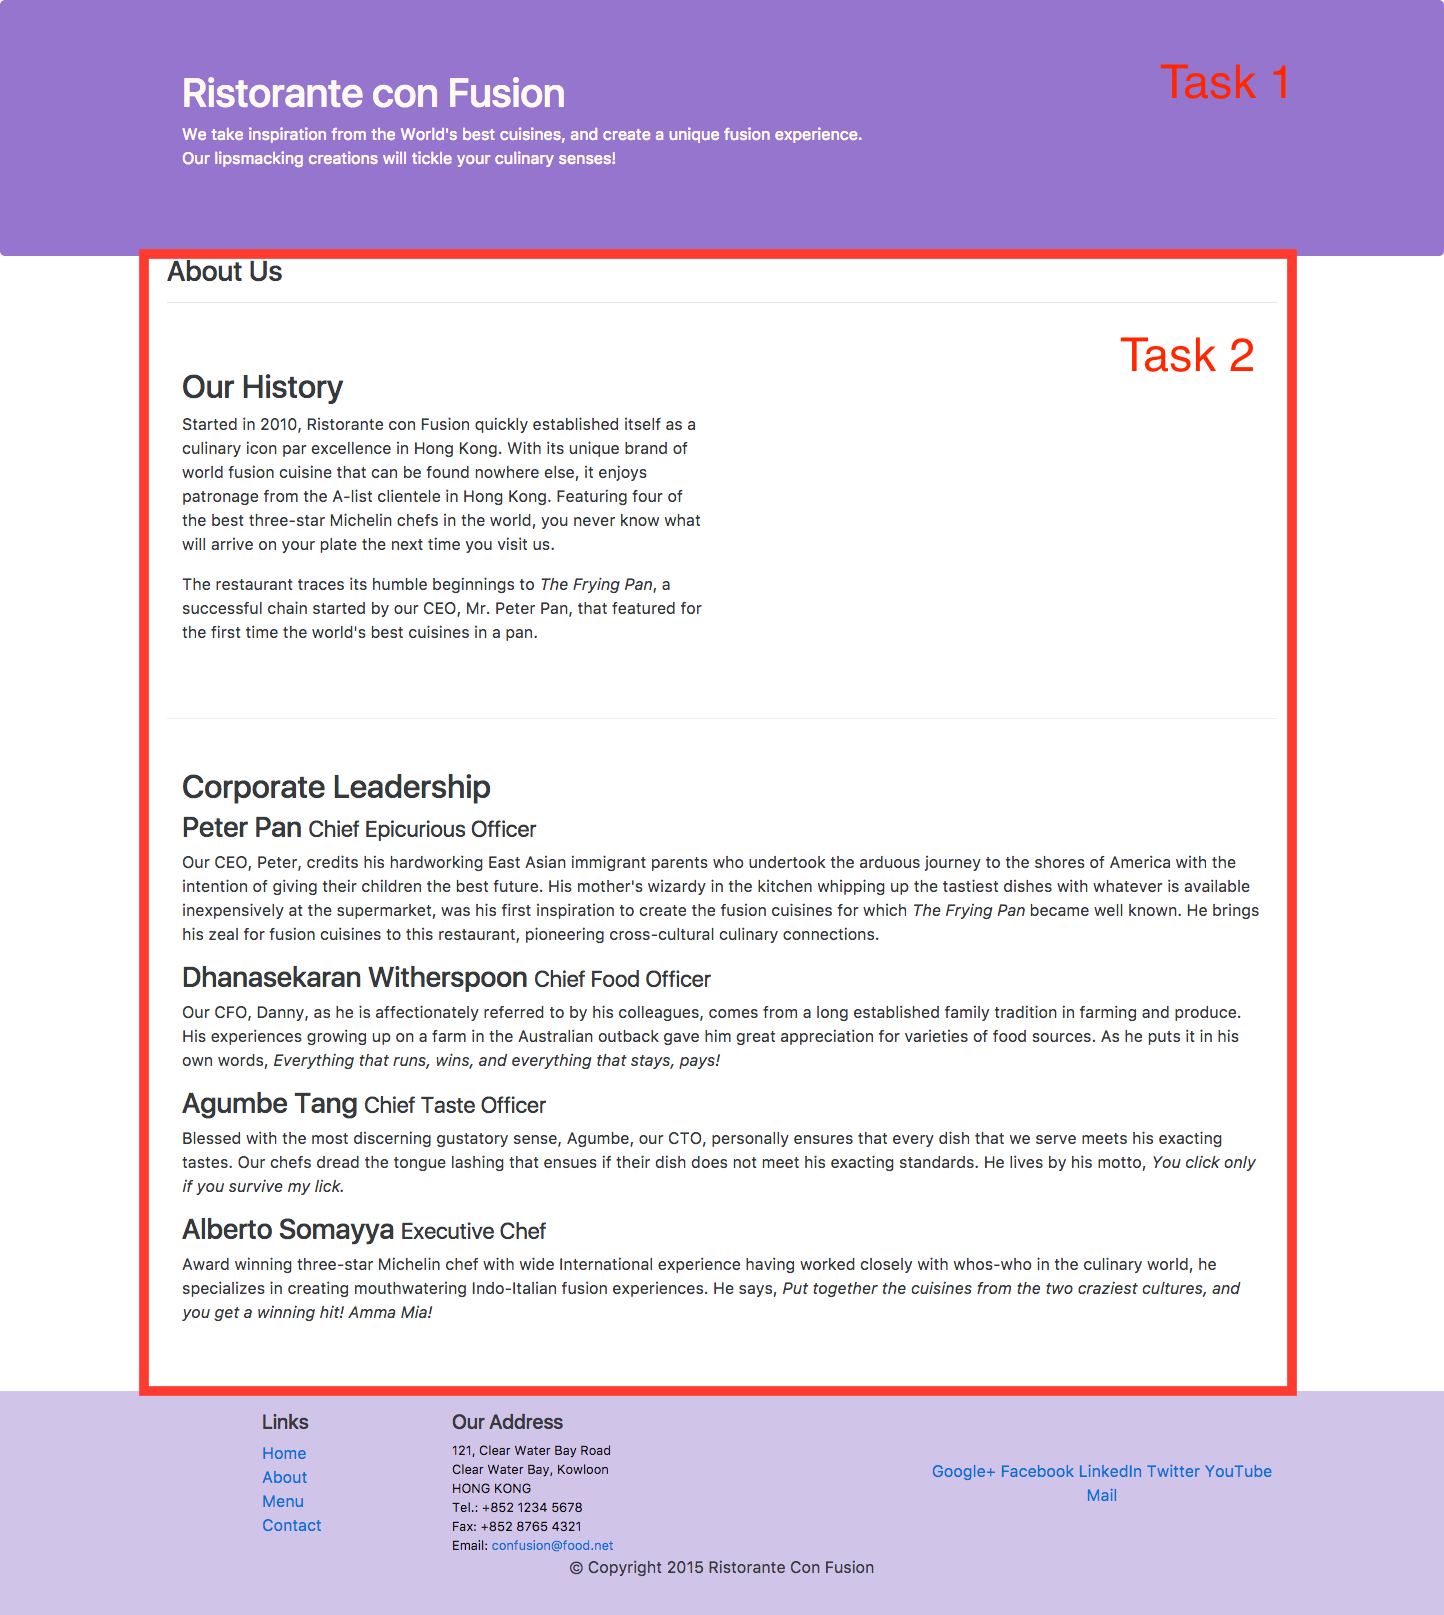 Ristorante con Fusion
Task 1
We take inspiration from the World's best cuisines, and create a unique fusion experience.
Our lipsmacking creations will tickle your culinary senses!
About Us
Task 2
Our History
Started in 2010, Ristorante con Fusion quickly established itself as a
culinary icon par excellence in Hong Kong. With its unique brand of
world fusion cuisine that can be found nowhere else, it enjoys
patronage from the A-list clientele in Hong Kong. Featuring four of
the best three-star Michelin chefs in the world, you never know what
will arrive on your plate the next time you visit us.
The restaurant traces its humble beginnings to The Frying Pan, a
successful chain started by our CEO, Mr. Peter Pan, that featured for
the first time the world's best cuisines in a pan.
Corporate Leadership
Peter Pan Chief Epicurious Officer
Our CEO, Peter, credits his hardworking East Asian immigrant parents who undertook the arduous journey to the shores of America with the
intention of giving their children the best future. His mother's wizardy in the kitchen whipping up the tastiest dishes with whatever is available
inexpensively at the supermarket, was his first inspiration to create the fusion cuisines for which The Frying Pan became well known. He brings
his zeal for fusion cuisines to this restaurant, pioneering cross-cultural culinary connections.
Dhanasekaran Witherspoon Chief Food Officer
Our CFO, Danny, as he is affectionately referred to by his colleagues, comes from a long established family tradition in farming and produce.
His experiences growing up on a farm in the Australian outback gave him great appreciation for varieties of food sources. As he puts it in his
own words, Everything that runs, wins, and everything that stays, pays!
Agumbe Tang Chief Taste Officer
Blessed with the most discerning gustatory sense, Agumbe, our CTO, personally ensures that every dish that we serve meets his exacting
tastes. Our chefs dread the tongue lashing that ensues if their dish does not meet his exacting standards. He lives by his motto, You click only
if you survive my lick.
Alberto Somayya Executive Chef
Award winning three-star Michelin chef with wide International experience having worked closely with whos-who in the culinary world, he
specializes in creating mouthwatering Indo-Italian fusion experiences. He says, Put together the cuisines from the two craziest cultures, and
you get a winning hit! Amma Mia!
Links
Home
About
Menu
Contact
Our Address
121, Clear Water Bay Road
Clear Water Bay, Kowloon
HONG KONG
Tel.: +852 1234 5678
Fax: +852 8765 4321
Email: confusion@food.net
Google+ Facebook LinkedIn Twitter YouTube
Mail
© Copyright 2015 Ristorante Con Fusion